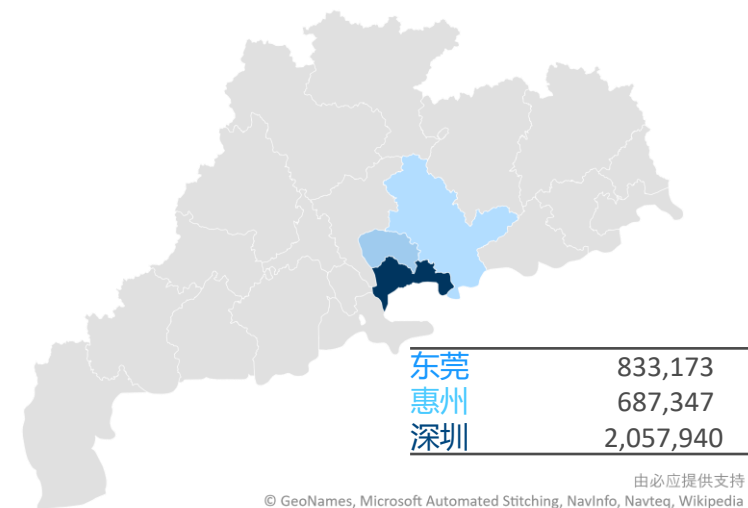 东莞 833,173
惠州 687,347
深圳 2,057,940
由必应提供支持
© GeoNames, Microsoft Automated Stitching, NavInfo, Navteq, Wikipedia